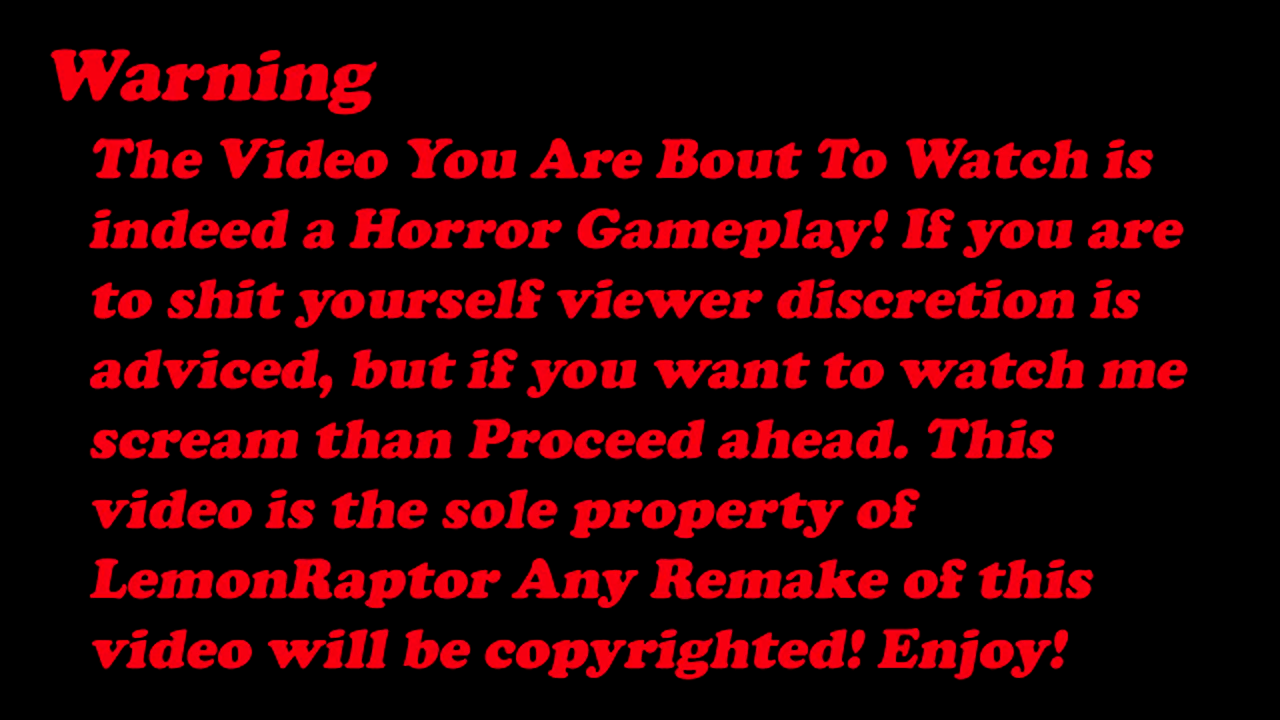 Warning
The Video You Are Bout To Watch is
indeed a Horror Gameplay! If you are
to shit yourself viewer discretion is
adviced, but if you want to watch me
scream than Proceed ahead. This
video is the sole property of
LemonRaptor Any Remake of this
video will be copyrighted! Enjoy!